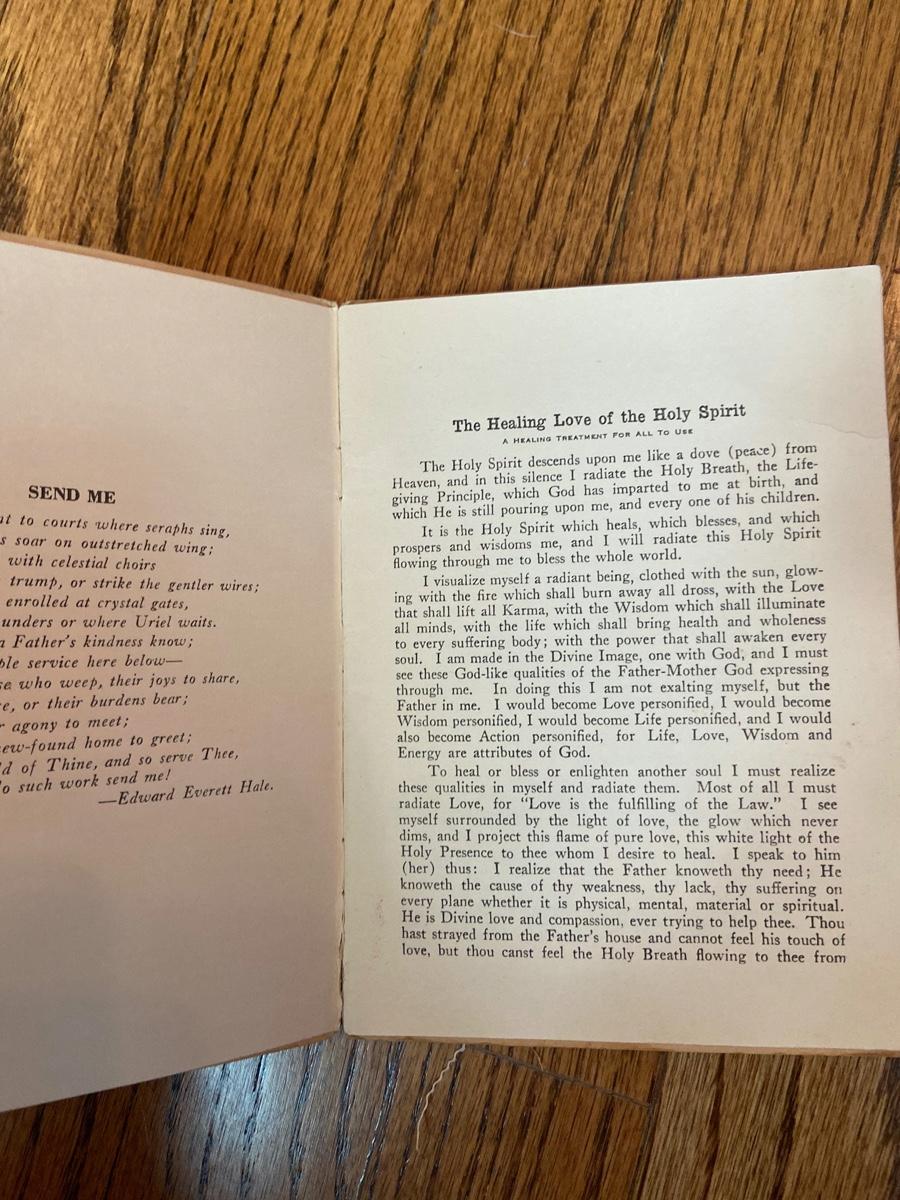 SEND ME
to courts where seraphs sing,
soar on outstretched wing;
with celestial choirs
trump, or strike the gentler wires;
enrolled at crystal gates,
or where Uriel waits.
Father's kindness know;
service here below—
who weep, their joys to share,
or their burdens bear;
agony to meet;
home to greet;
of Thine, and so serve Thee,
such work send me!
—Edward Everett Hale.
The Healing Love of the Holy Spirit
A HEALING TREATMENT FOR ALL TO USE
The Holy Spirit descends upon me like a dove (peace) from
Heaven, and in this silence I radiate the Holy Breath, the Life-
giving Principle, which God has imparted to me at birth, and
which He is still pouring upon me, and every one of his children.
It is the Holy Spirit which heals, which blesses, and which
prospers and wisdoms me, and I will radiate this Holy Spirit
flowing through me to bless the whole world.
I visualize myself a radiant being, clothed with the sun, glow-
ing with the fire which shall burn away all dross, with the Love
that shall lift all Karma, with the Wisdom which shall illuminate
all minds, with the life which shall bring health and wholeness
to every suffering body; with the power that shall awaken every
soul. I am made in the Divine Image, one with God, and I must
see these God-like qualities of the Father-Mother God expressing
through me. In doing this I am not exalting myself, but the
Father in me. I would become Love personified, I would become
Wisdom personified, I would become Life personified, and I would
also become Action personified, for Life, Love, Wisdom and
Energy are attributes of God.
To heal or bless or enlighten another soul I must realize
these qualities in myself and radiate them. Most of all I must
radiate Love, for "Love is the fulfilling of the Law." I see
myself surrounded by the light of love, the glow which never
dims, and I project this flame of pure love, this white light of the
Holy Presence to thee whom I desire to heal. I speak to him
(her) thus: I realize that the Father knoweth thy need; He
knoweth the cause of thy weakness, thy lack, thy suffering on
every plane whether it is physical, mental, material or spiritual.
He is Divine love and compassion, ever trying to help thee. Thou
hast strayed from the Father's house and cannot feel his touch of
love, but thou canst feel the Holy Breath flowing to thee from